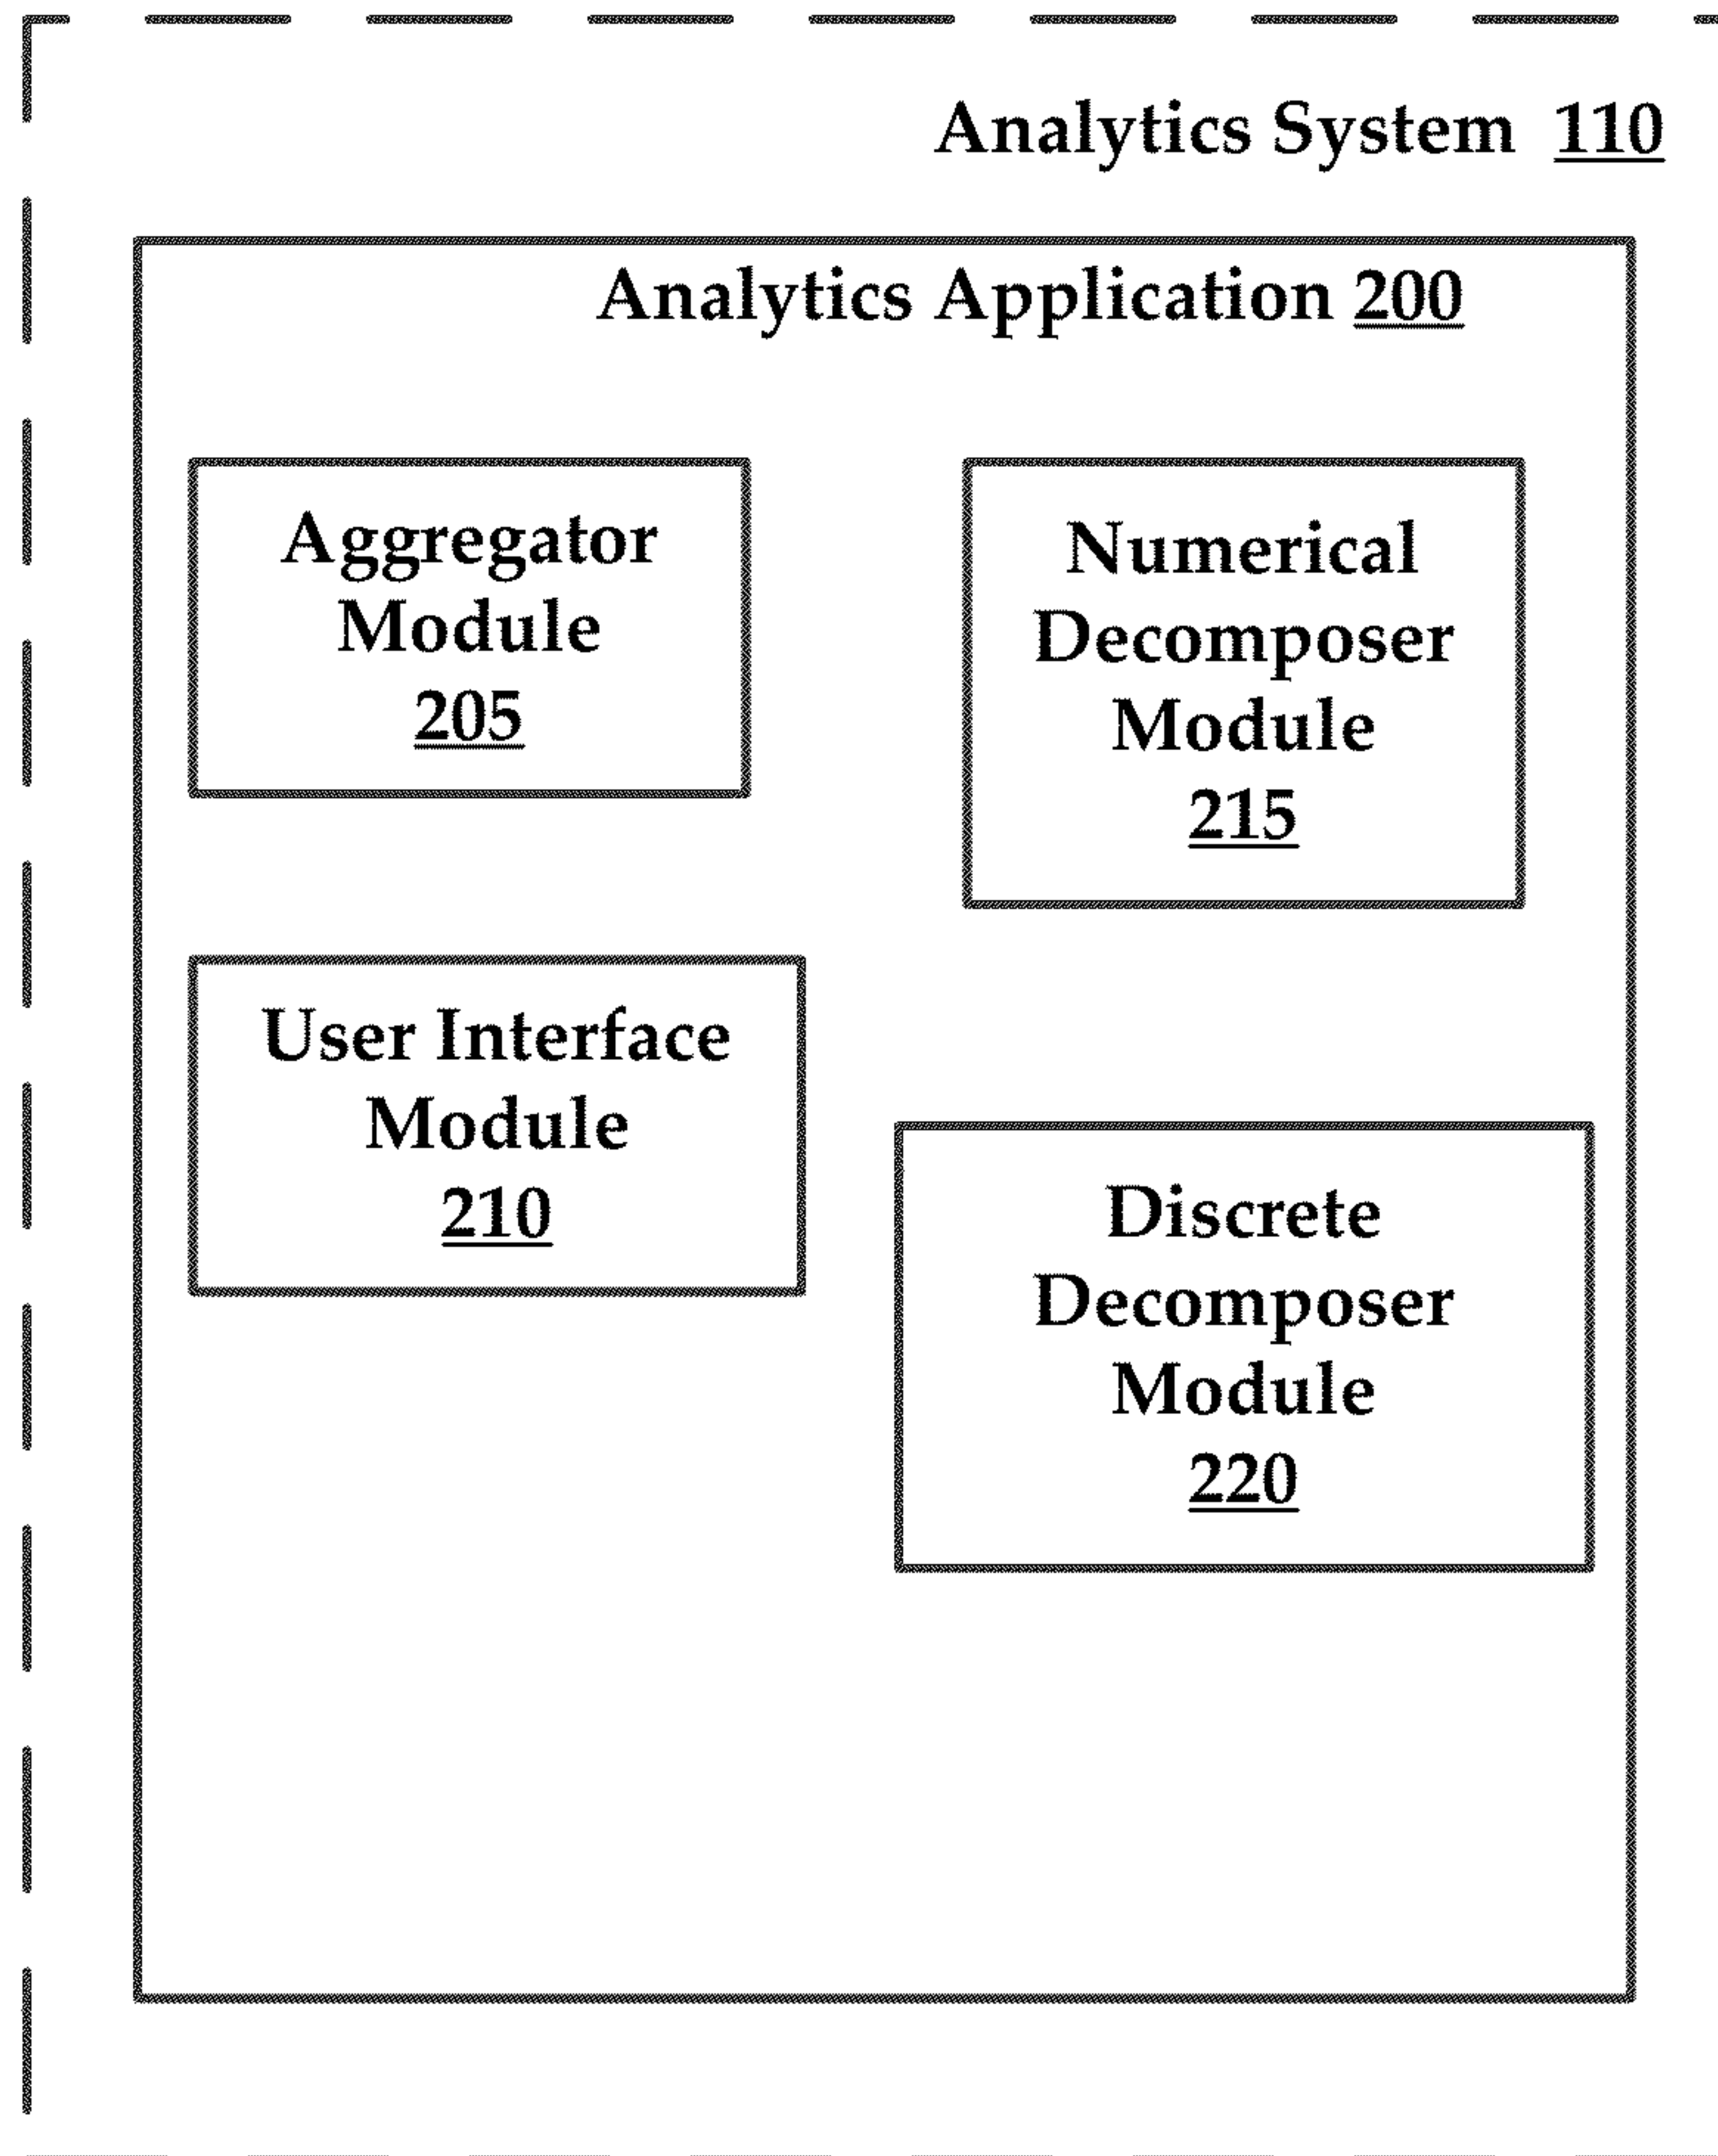 Analytics System 110
Analytics Application 200
Aggregator
Module
205
Numerical
Decomposer
Module
215
User Interface
Module
210
Discrete
Decomposer
Module
220